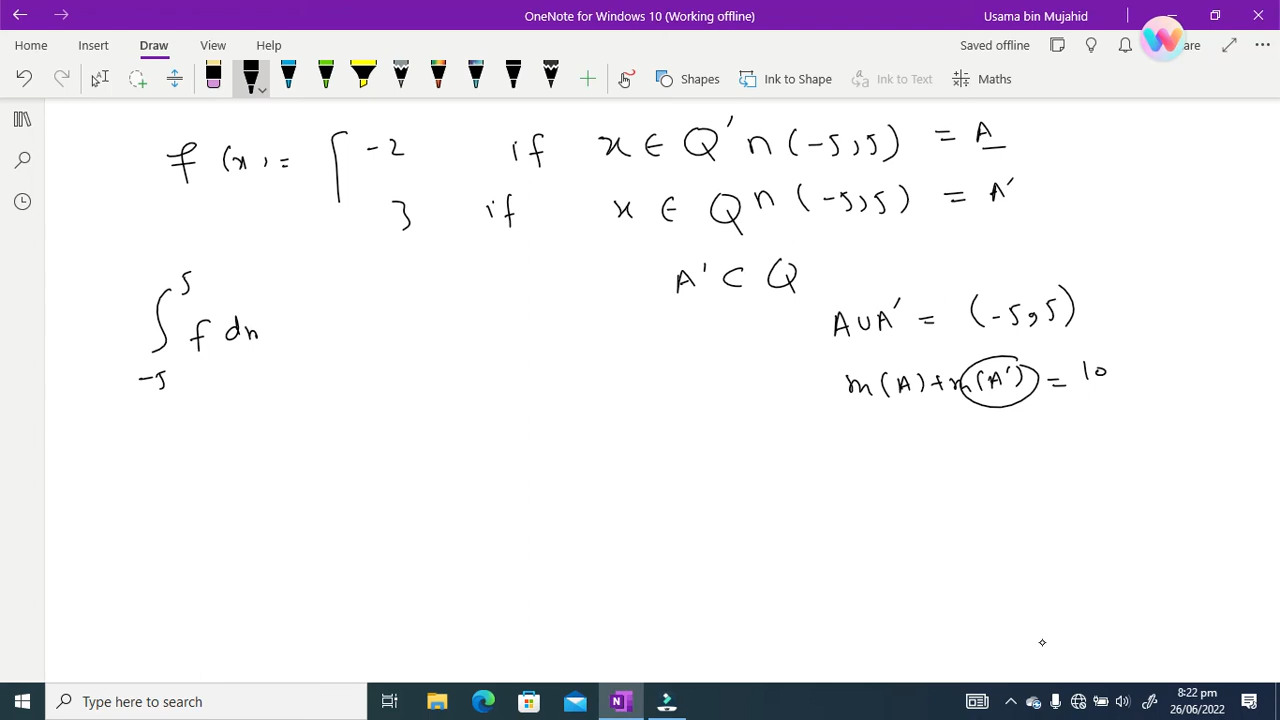 OneNote for Windows 10 (Working offline)
Usama bin Mujahid
Home Insert Draw View Help
Saved offline
Shapes Ink to Shape Ink to Text Maths
f(x) = { -2 if x ∈ Q′ ∩ (-5,5) = A
3 if x ∈ Q ∩ (-5,5) = A′
A′ ⊂ Q
A∪A′ = (-5,5)
∫₋₅⁵ f dx
m(A)+m(A′) = 10
Type here to search
8:22 pm
26/06/2022